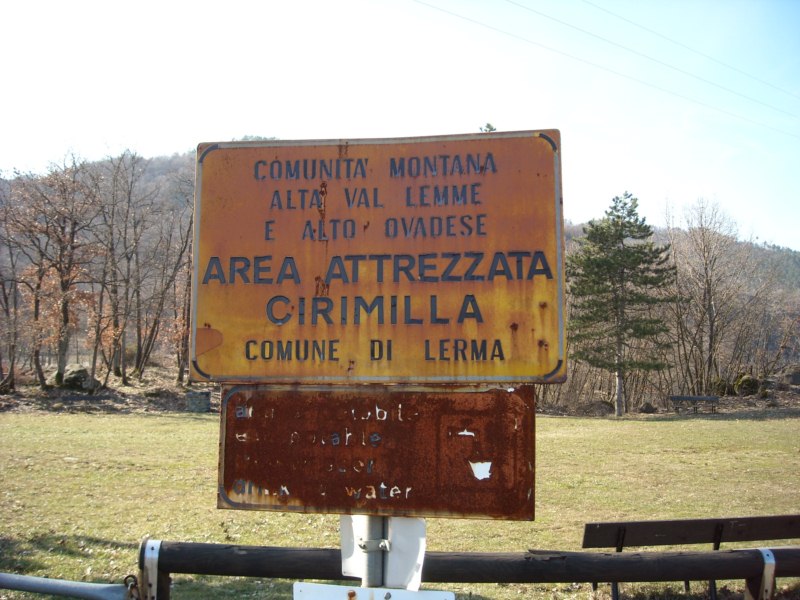 COMUNITA' MONTANA
ALTA VAL LEMME
E ALTO OVADESE
AREA ATTREZZATA
CIRIMILLA
COMUNE DI LERMA
water